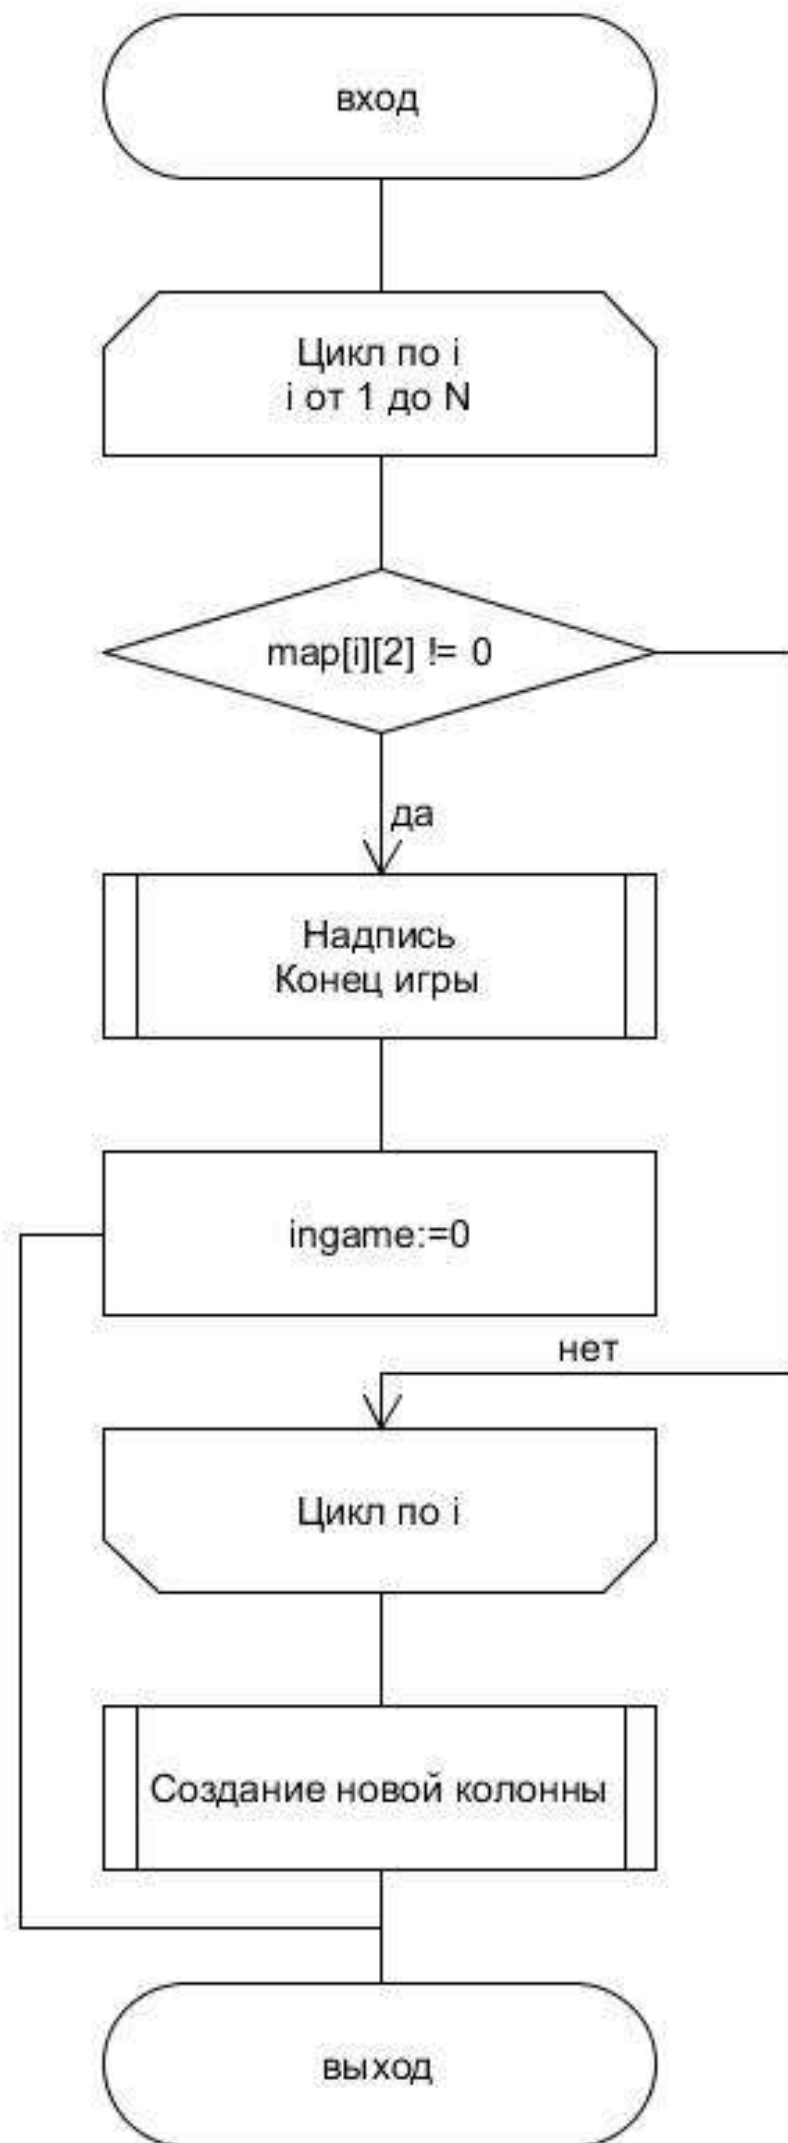 вход
Цикл по i
i от 1 до N
map[i][2] != 0
да
Надпись
Конец игры
ingame:=0
нет
Цикл по i
Создание новой колонны
выход